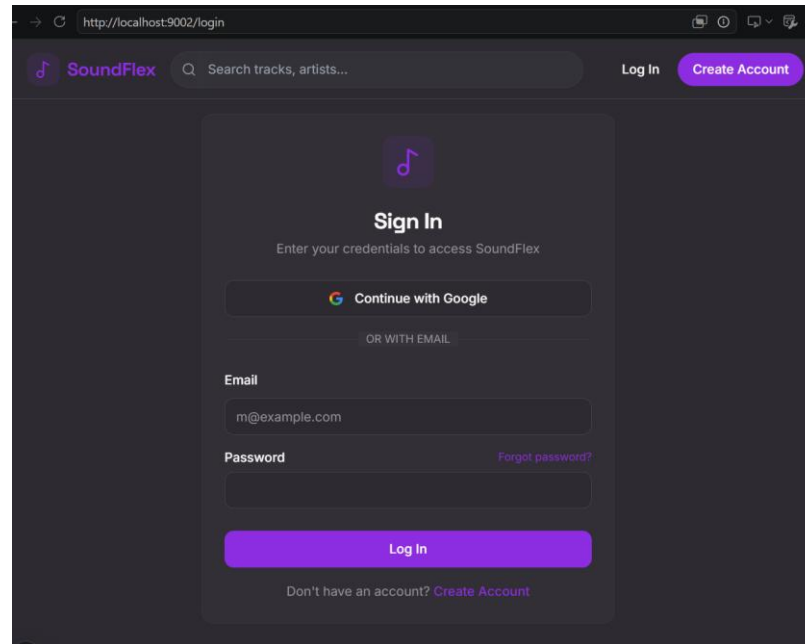 http://localhost:9002/login
SoundFlex
Search tracks, artists...
Log In
Create Account
Sign In
Enter your credentials to access SoundFlex
Continue with Google
OR WITH EMAIL
Email
m@example.com
Password
Forgot password?
Log In
Don't have an account? Create Account